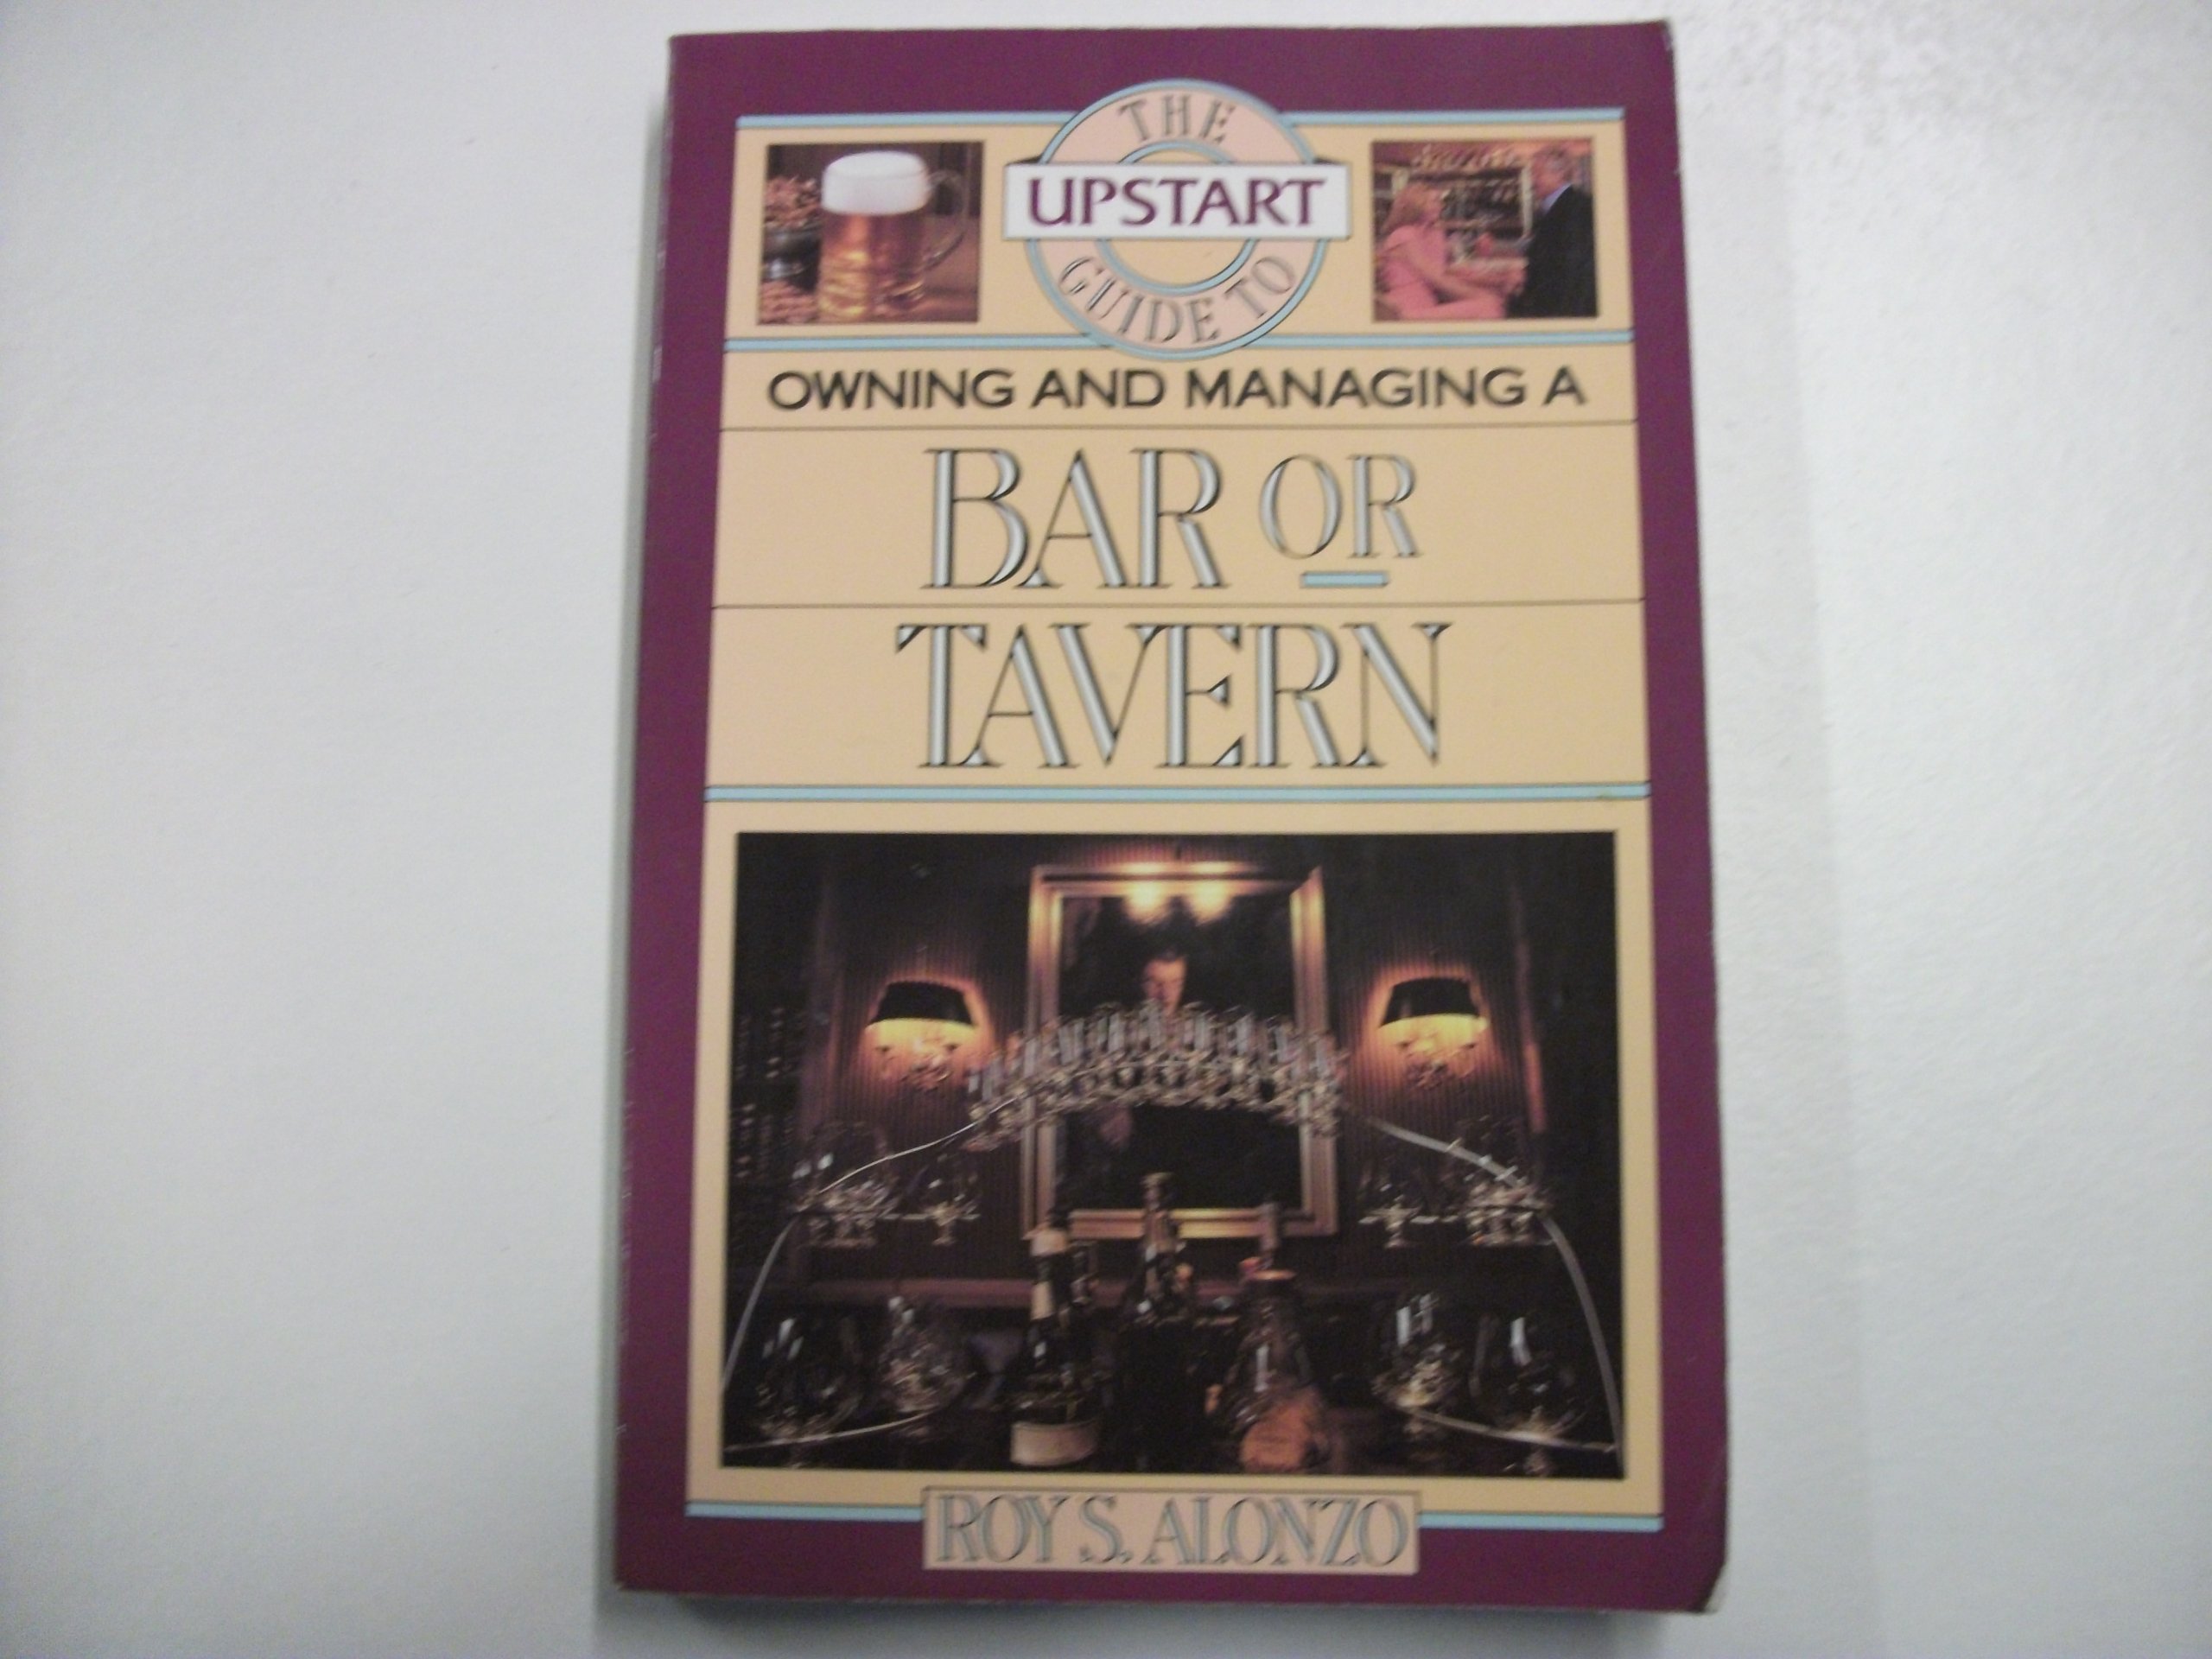 THE
UPSTART
GUIDE TO
OWNING AND MANAGING A
BAR OR
TAVERN
ROY S. ALONZO